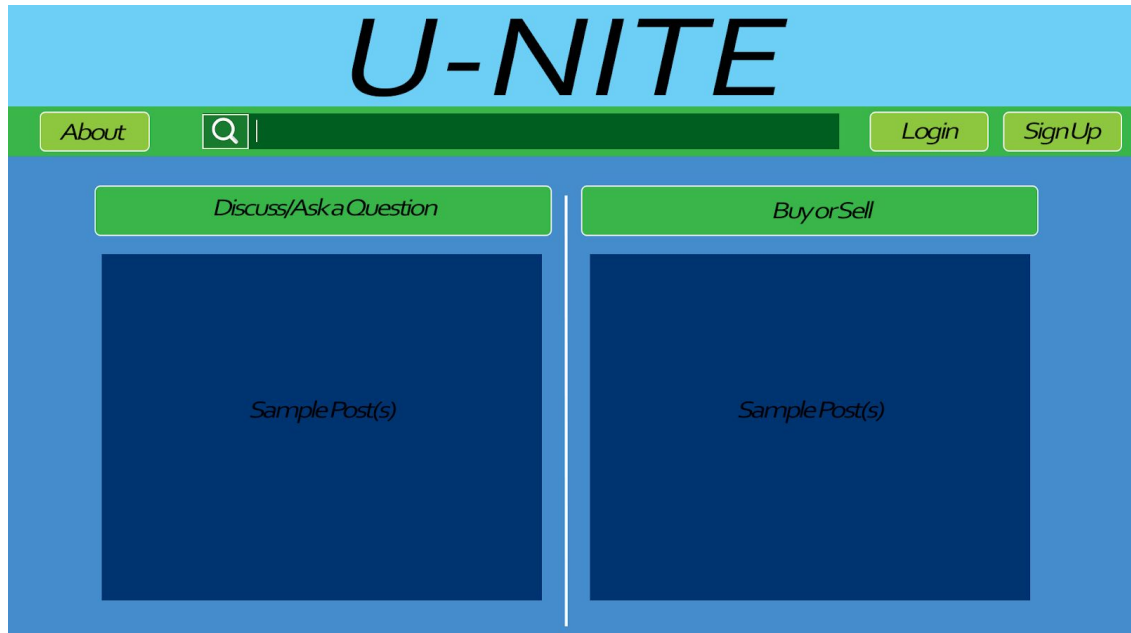 U-NITE
About
Login
Sign Up
Discuss/Ask a Question
Buy or Sell
Sample Post(s)
Sample Post(s)